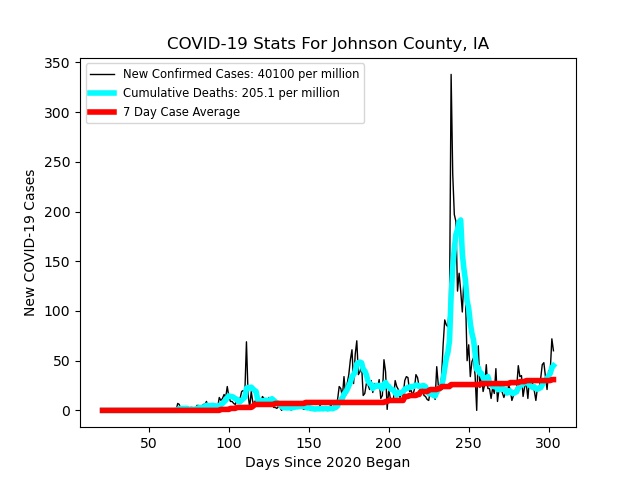 COVID-19 Stats For Johnson County, IA
New Confirmed Cases: 40100 per million
Cumulative Deaths: 205.1 per million
7 Day Case Average
New COVID-19 Cases
350
300
250
200
150
100
50
0
50 100 150 200 250 300
Days Since 2020 Began